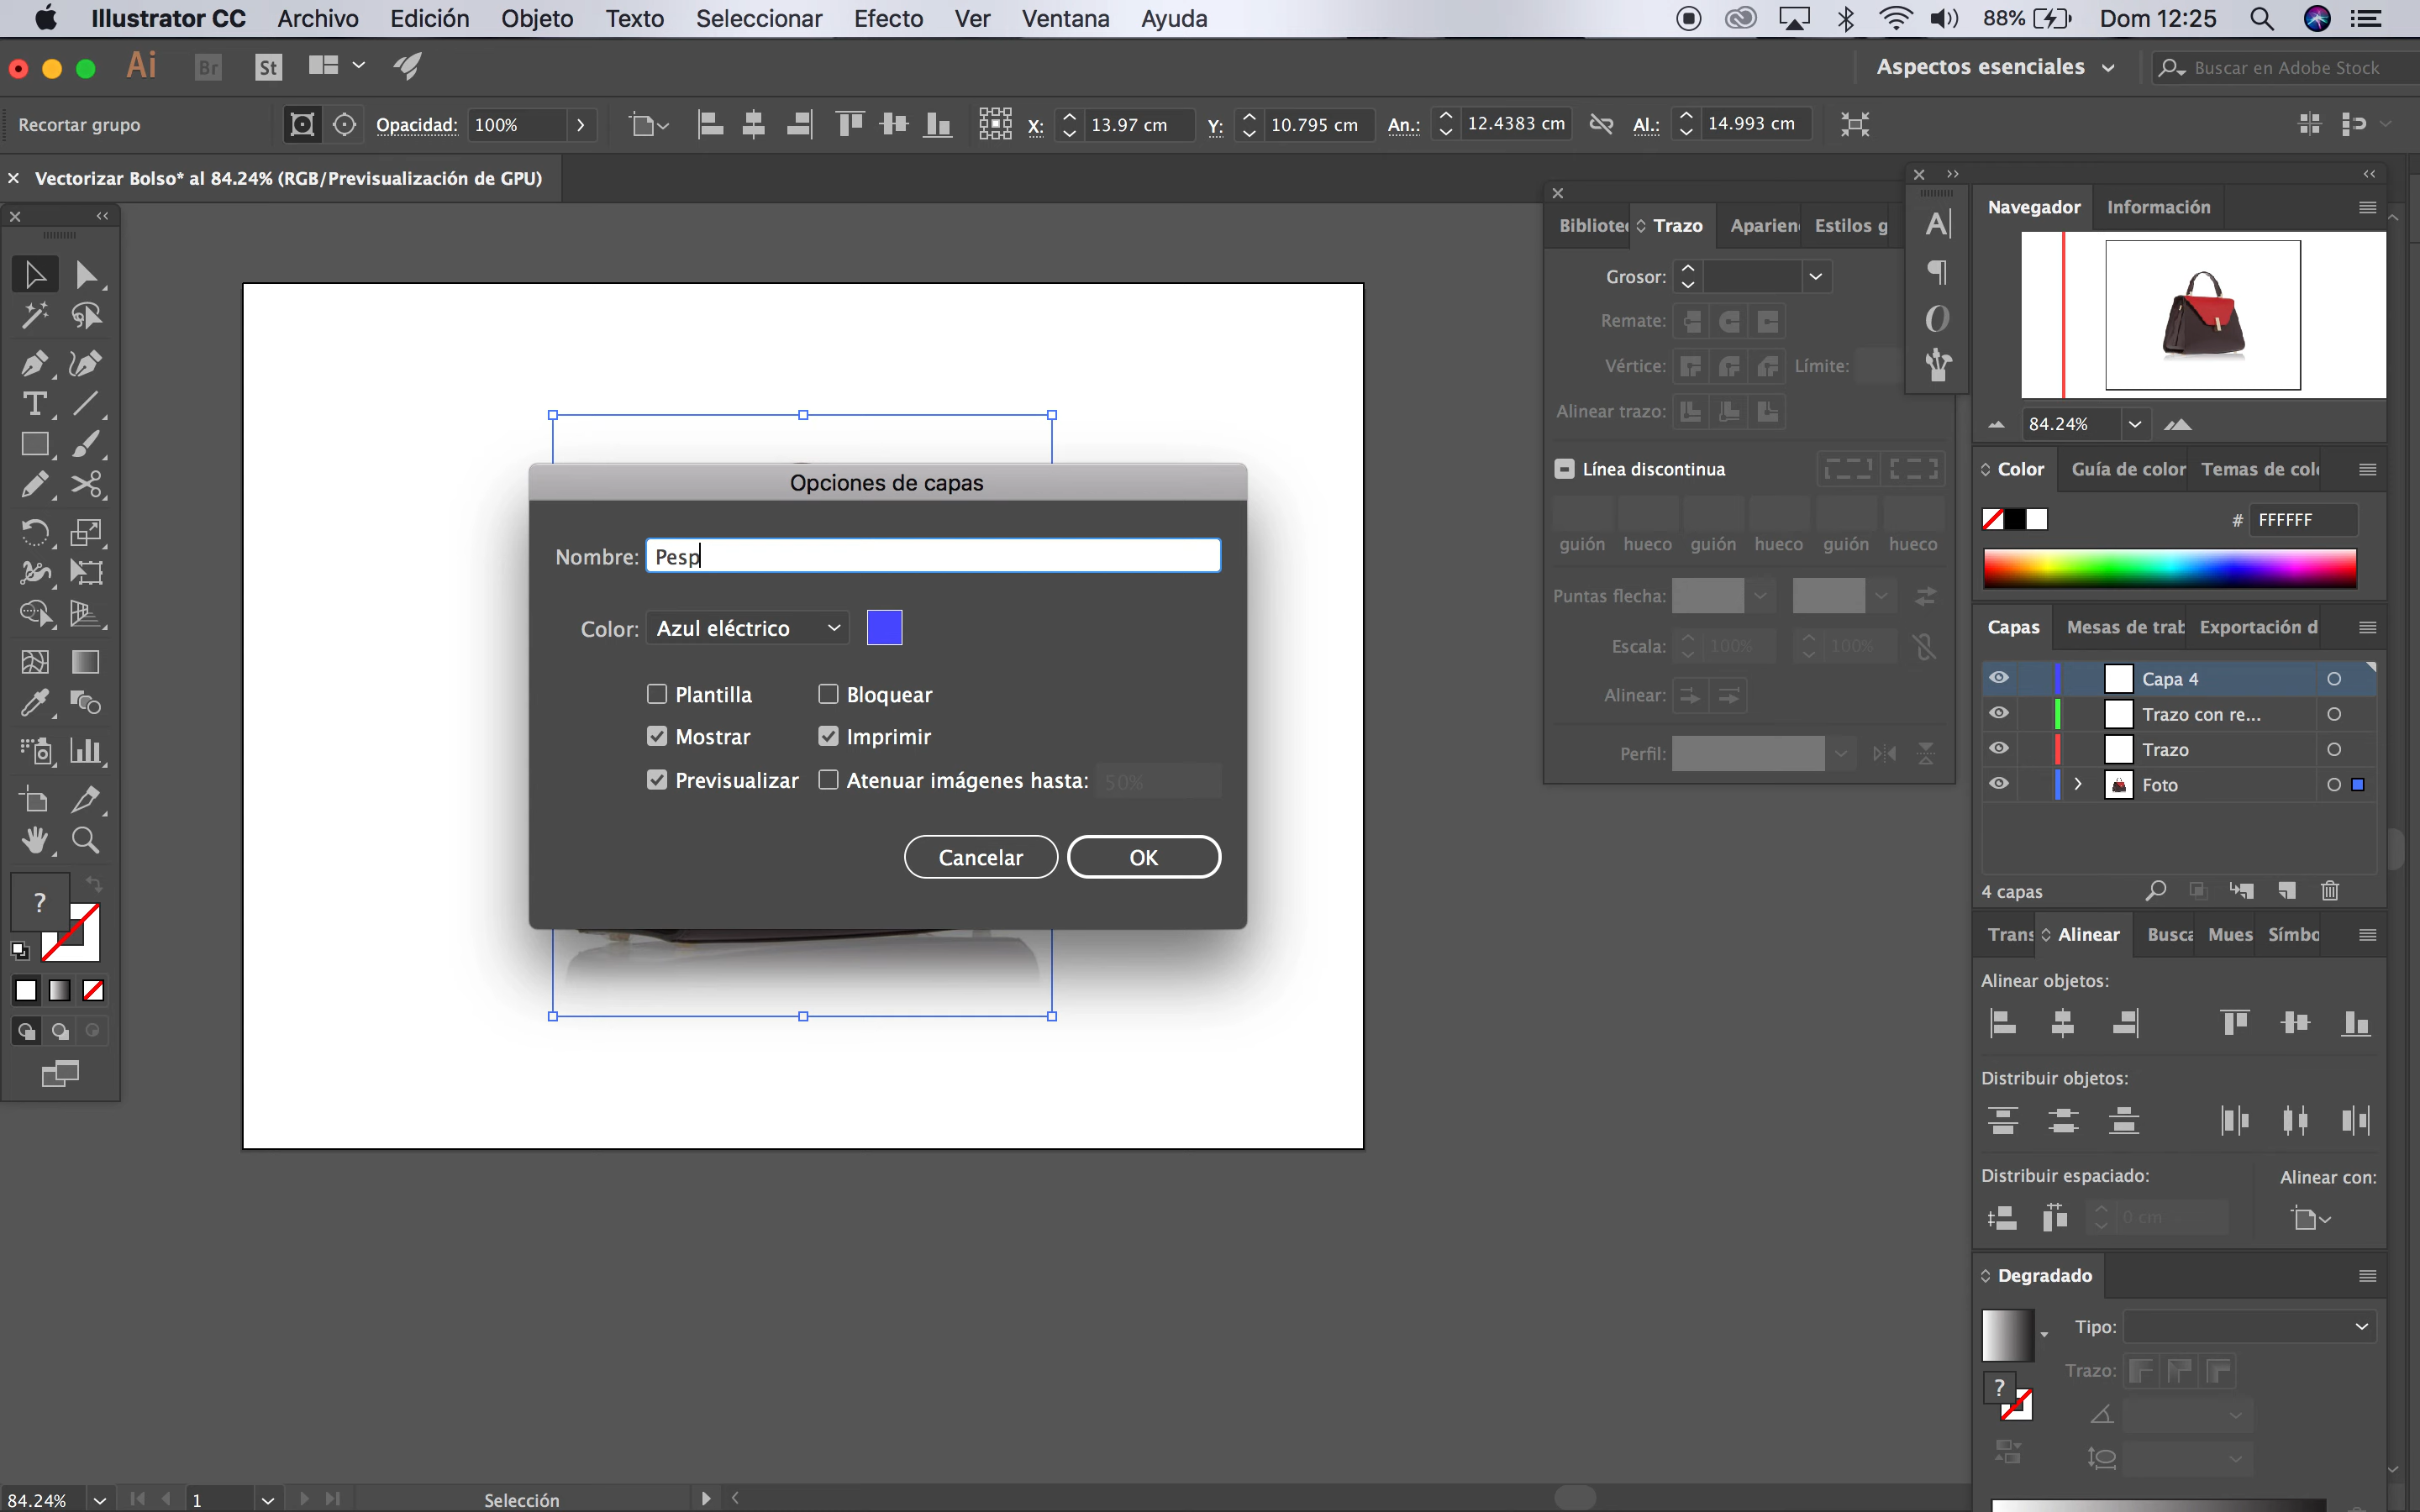 Illustrator CC Archivo Edición Objeto Texto Seleccionar Efecto Ver Ventana Ayuda 88% Dom 12:25
Ai Br St Aspectos esenciales Buscar en Adobe Stock
Recortar grupo Opacidad: 100% X: 13.97 cm Y: 10.795 cm An.: 12.4383 cm Al.: 14.993 cm
Vectorizar Bolso* al 84.24% (RGB/Previsualización de GPU)
Bibliote Trazo Aparien Estilos g
Grosor:
Remate:
Vértice: Límite:
Alinear trazo:
Línea discontinua
guión hueco guión hueco guión hueco
Puntas flecha:
Escala: 100% 100%
Alinear:
Perfil:
Navegador Información
84.24%
Color Guía de color Temas de col
# FFFFFF
Capas Mesas de trab Exportación d
Capa 4
Trazo con re...
Trazo
Foto
4 capas
Trans Alinear Busca Mues Símbo
Alinear objetos:
Distribuir objetos:
Distribuir espaciado: Alinear con:
0 cm
Degradado
Tipo:
Trazo:
?
Opciones de capas
Nombre: Pesp
Color: Azul eléctrico
Plantilla Bloquear
Mostrar Imprimir
Previsualizar Atenuar imágenes hasta: 50%
Cancelar OK
?
84.24% 1 Selección